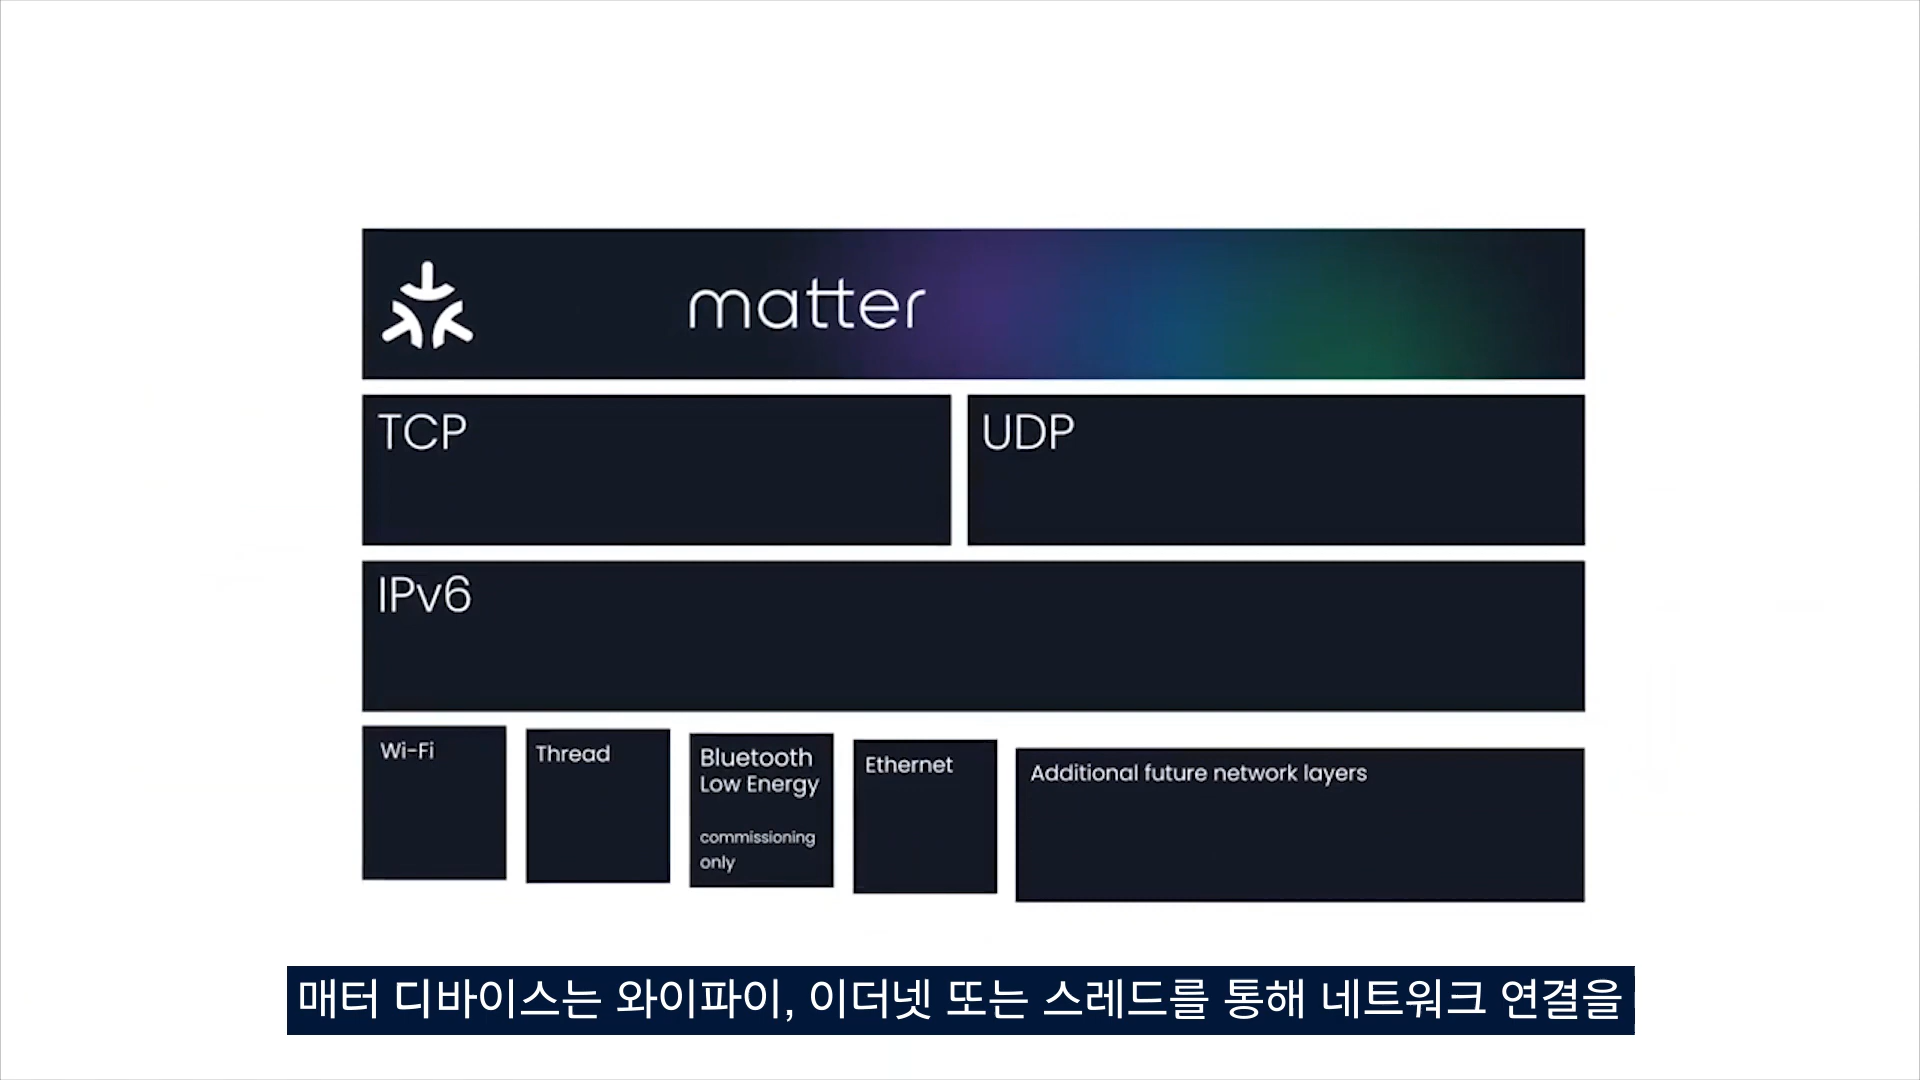 matter
TCP
UDP
IPv6
Wi-Fi
Thread
Bluetooth
Low Energy
commissioning
only
Ethernet
Additional future network layers
매터 디바이스는 와이파이, 이더넷 또는 스레드를 통해 네트워크 연결을